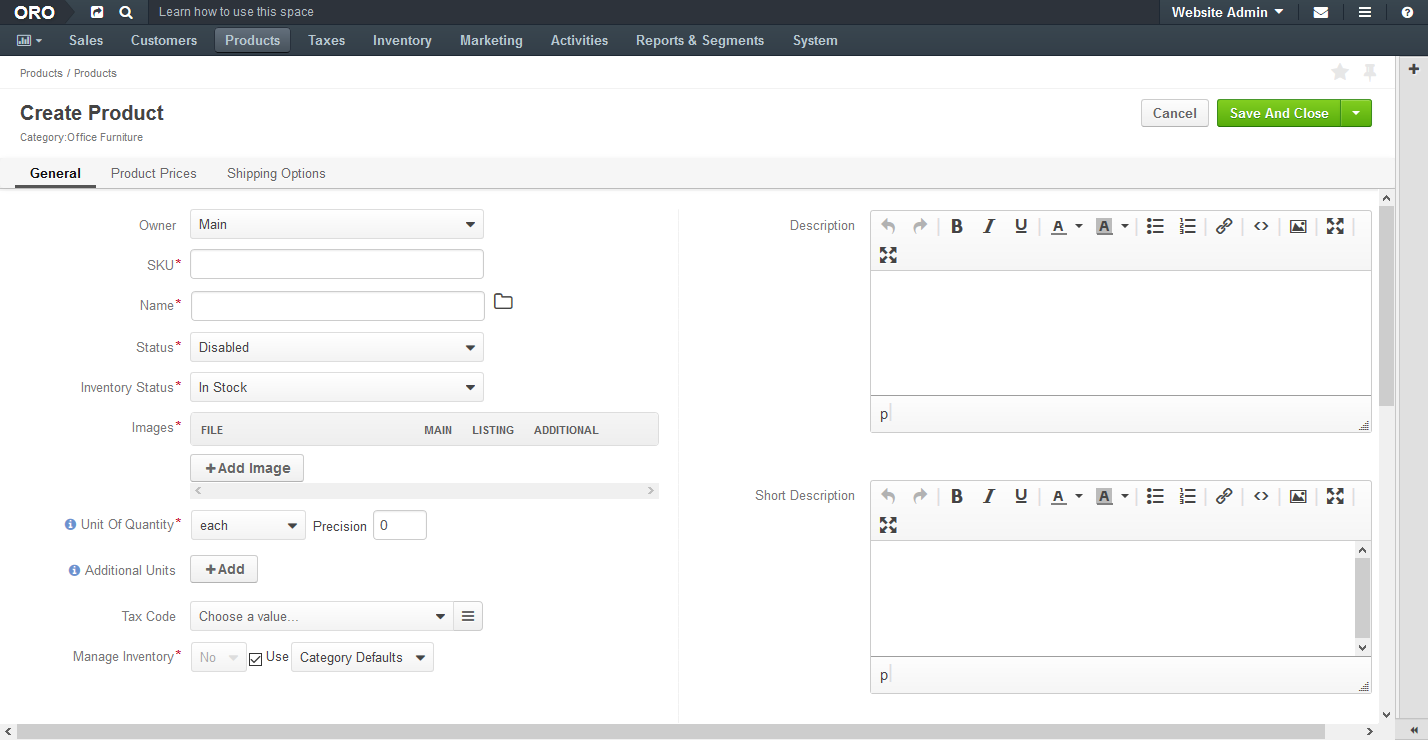 ORO Learn how to use this space Website Admin
Sales Customers Products Taxes Inventory Marketing Activities Reports & Segments System
Products / Products
Create Product
Cancel Save And Close
Category:Office Furniture
General Product Prices Shipping Options
Owner Main
SKU*
Name*
Status* Disabled
Inventory Status* In Stock
Images* FILE MAIN LISTING ADDITIONAL
+Add Image
Unit Of Quantity* each Precision 0
Additional Units +Add
Tax Code Choose a value...
Manage Inventory* No Use Category Defaults
Description
B I U A A
p
Short Description
B I U A A
p